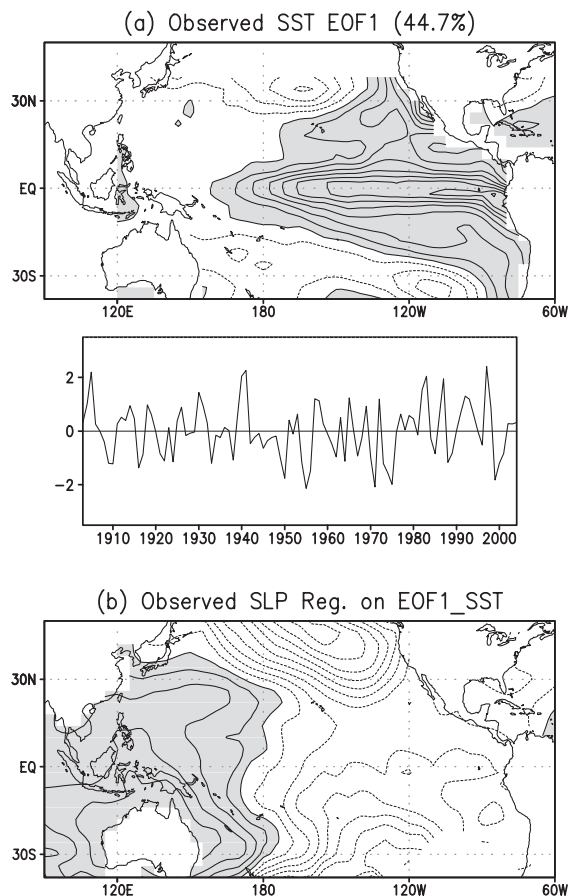 (a) Observed SST EOF1 (44.7%)
30N
EQ
30S
120E 180 120W 60W
2
0
−2
1910 1920 1930 1940 1950 1960 1970 1980 1990 2000
(b) Observed SLP Reg. on EOF1_SST
30N
EQ
30S
120E 180 120W 60W